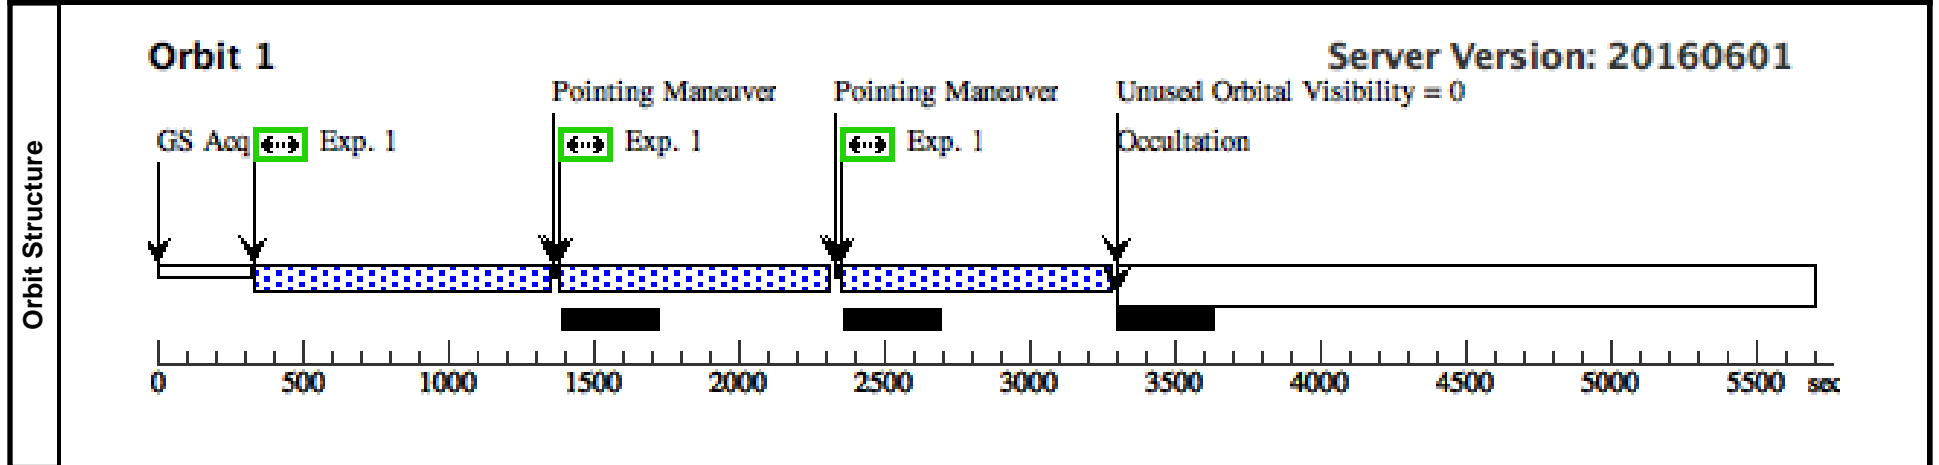 Orbit Structure
Orbit 1
Server Version: 20160601
Pointing Maneuver
Pointing Maneuver
Unused Orbital Visibility = 0
GS Acq
Exp. 1
Exp. 1
Exp. 1
Occultation
0 500 1000 1500 2000 2500 3000 3500 4000 4500 5000 5500 sec